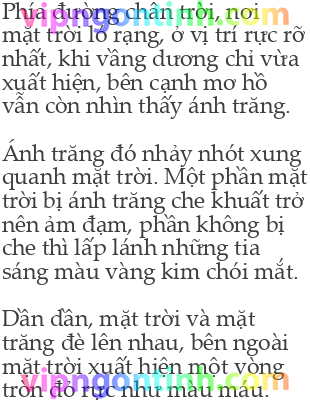 Phía đường chân trời, nơi
mặt trời ló rạng, ở vị trí rực rỡ
nhất, khi vầng dương chỉ vừa
xuất hiện, bên cạnh mơ hồ
vẫn còn nhìn thấy ánh trăng.
Ánh trăng đó nhảy nhót xung
quanh mặt trời. Một phần mặt
trời bị ánh trăng che khuất trở
nên ảm đạm, phần không bị
che thì lấp lánh những tia
sáng màu vàng kim chói mắt.
Dần dần, mặt trời và mặt
trăng đè lên nhau, bên ngoài
mặt trời xuất hiện một vòng
tròn đỏ rực như màu máu.
vipngontinh.com
vipngontinh.com